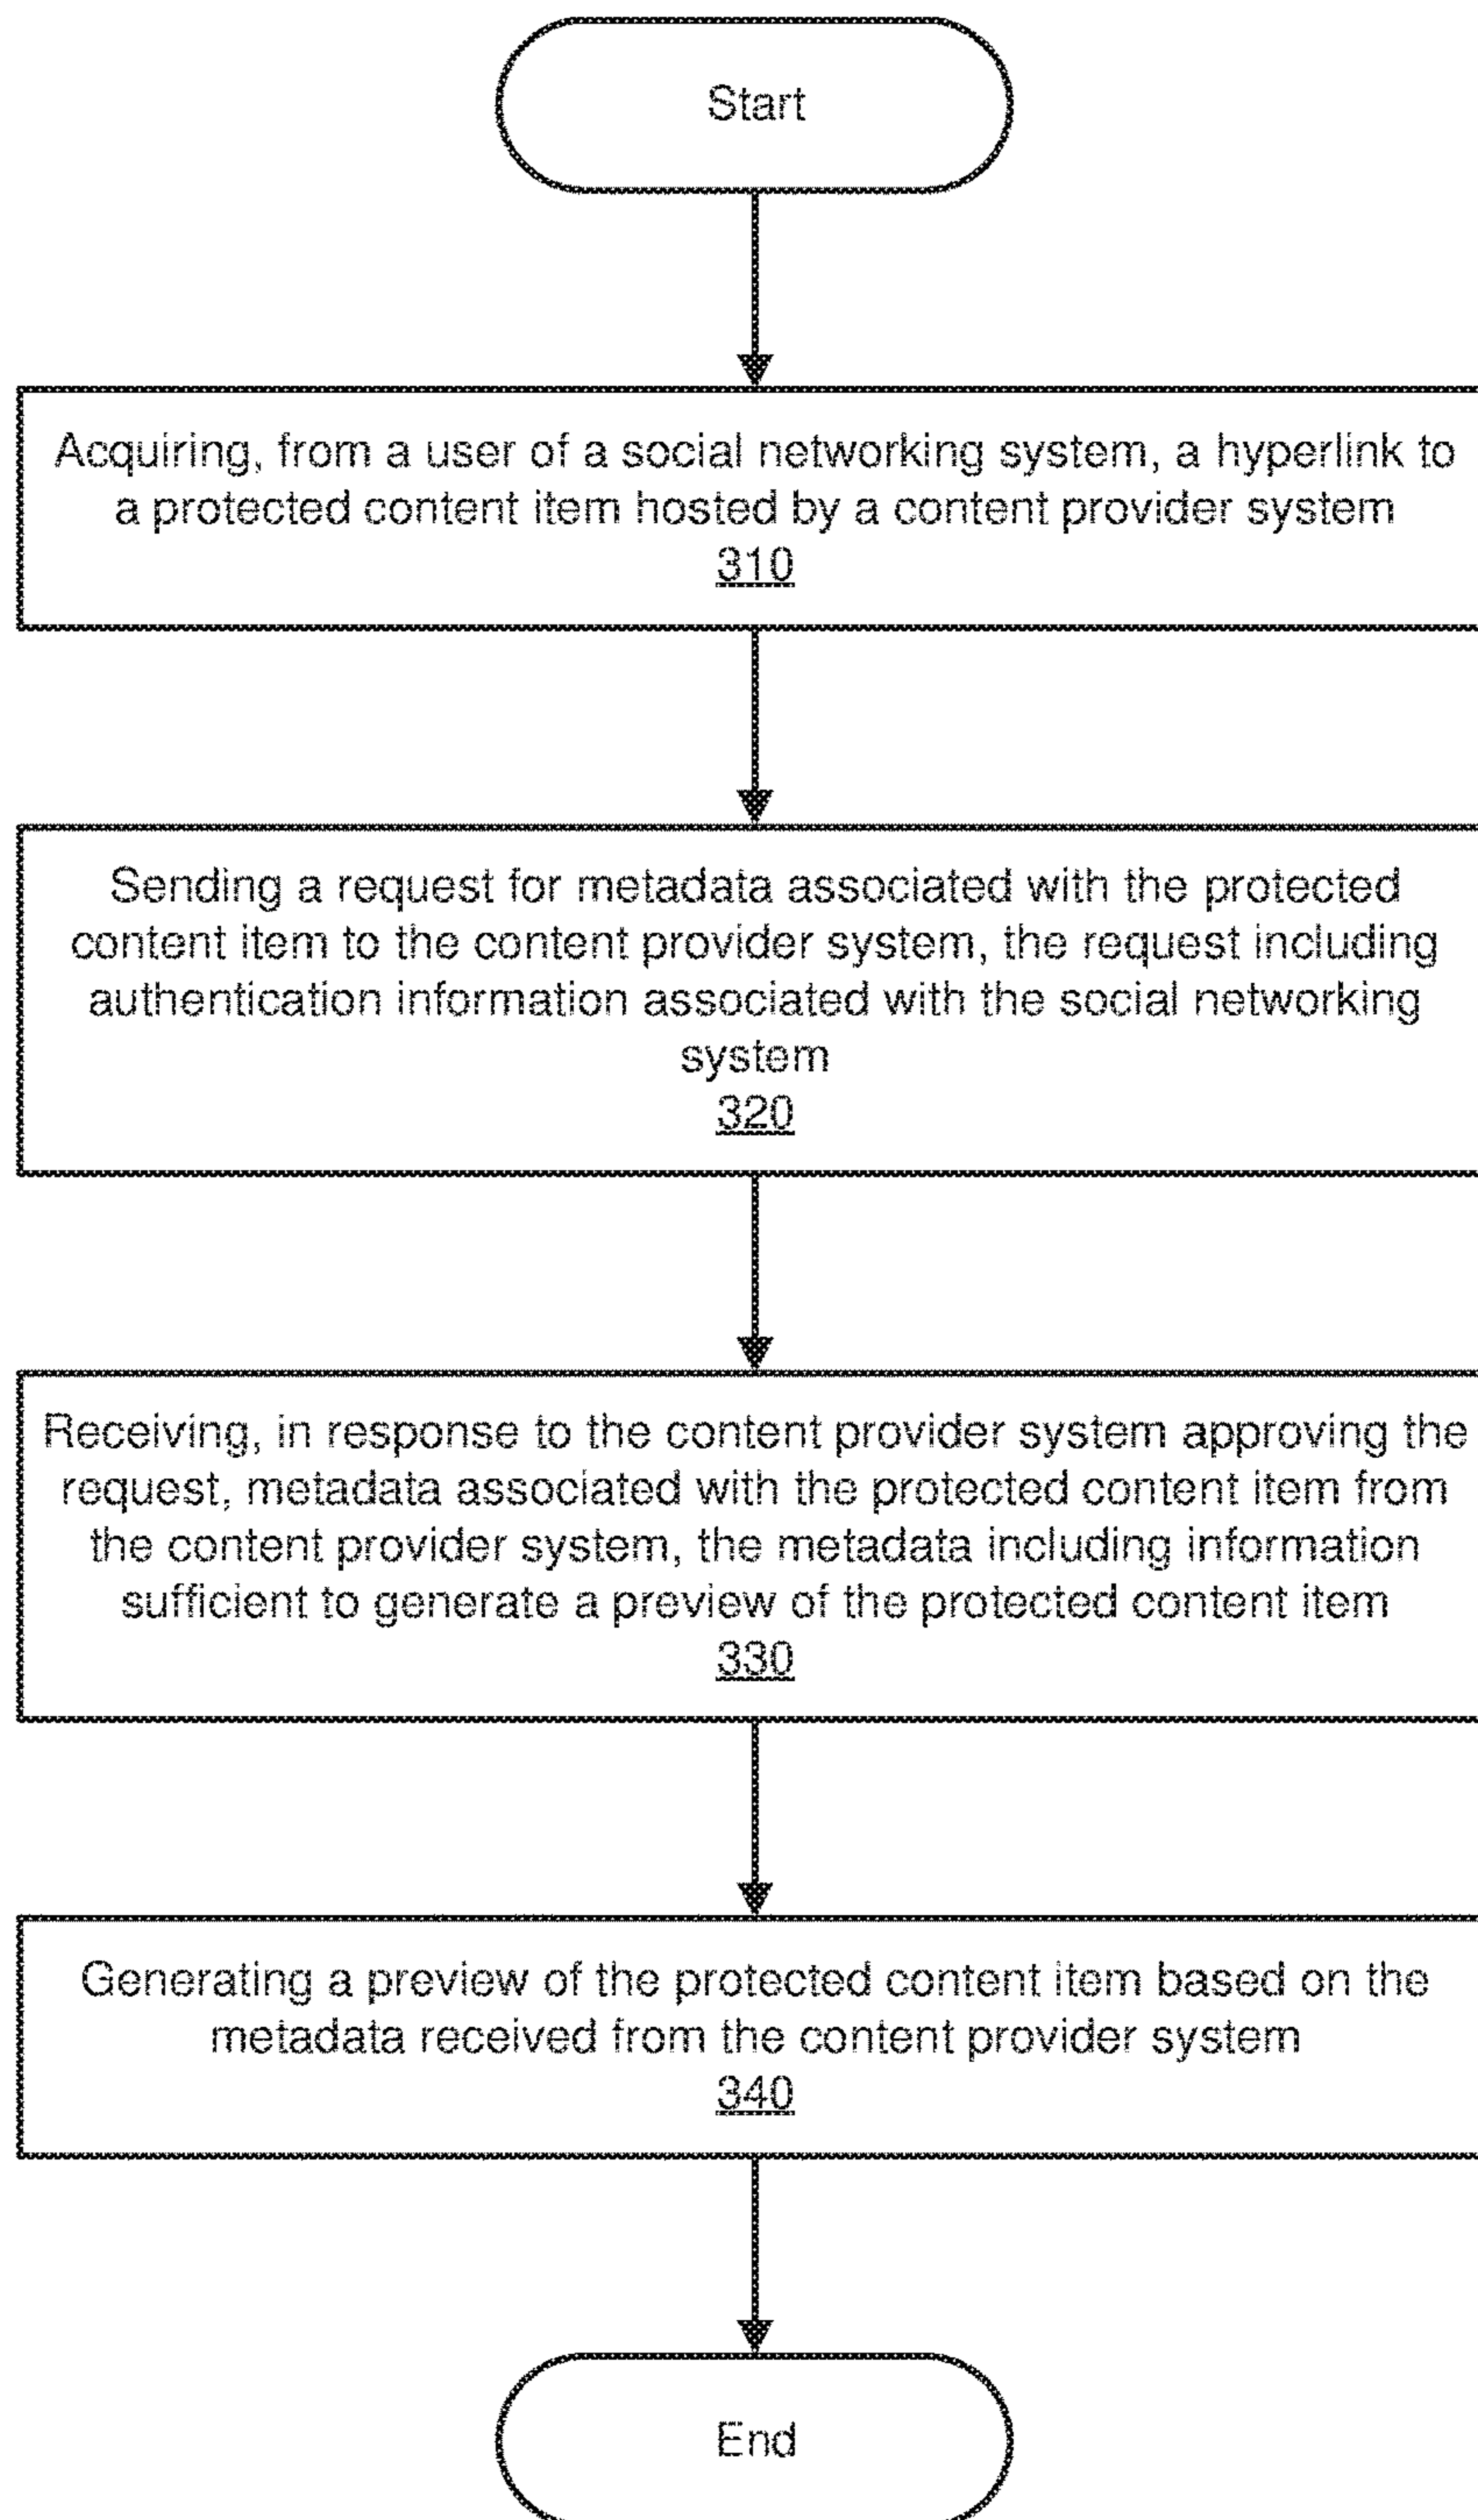 Start
Acquiring, from a user of a social networking system, a hyperlink to
a protected content item hosted by a content provider system
310
Sending a request for metadata associated with the protected
content item to the content provider system, the request including
authentication information associated with the social networking
system
320
Receiving, in response to the content provider system approving the
request, metadata associated with the protected content item from
the content provider system, the metadata including information
sufficient to generate a preview of the protected content item
330
Generating a preview of the protected content item based on the
metadata received from the content provider system
340
End